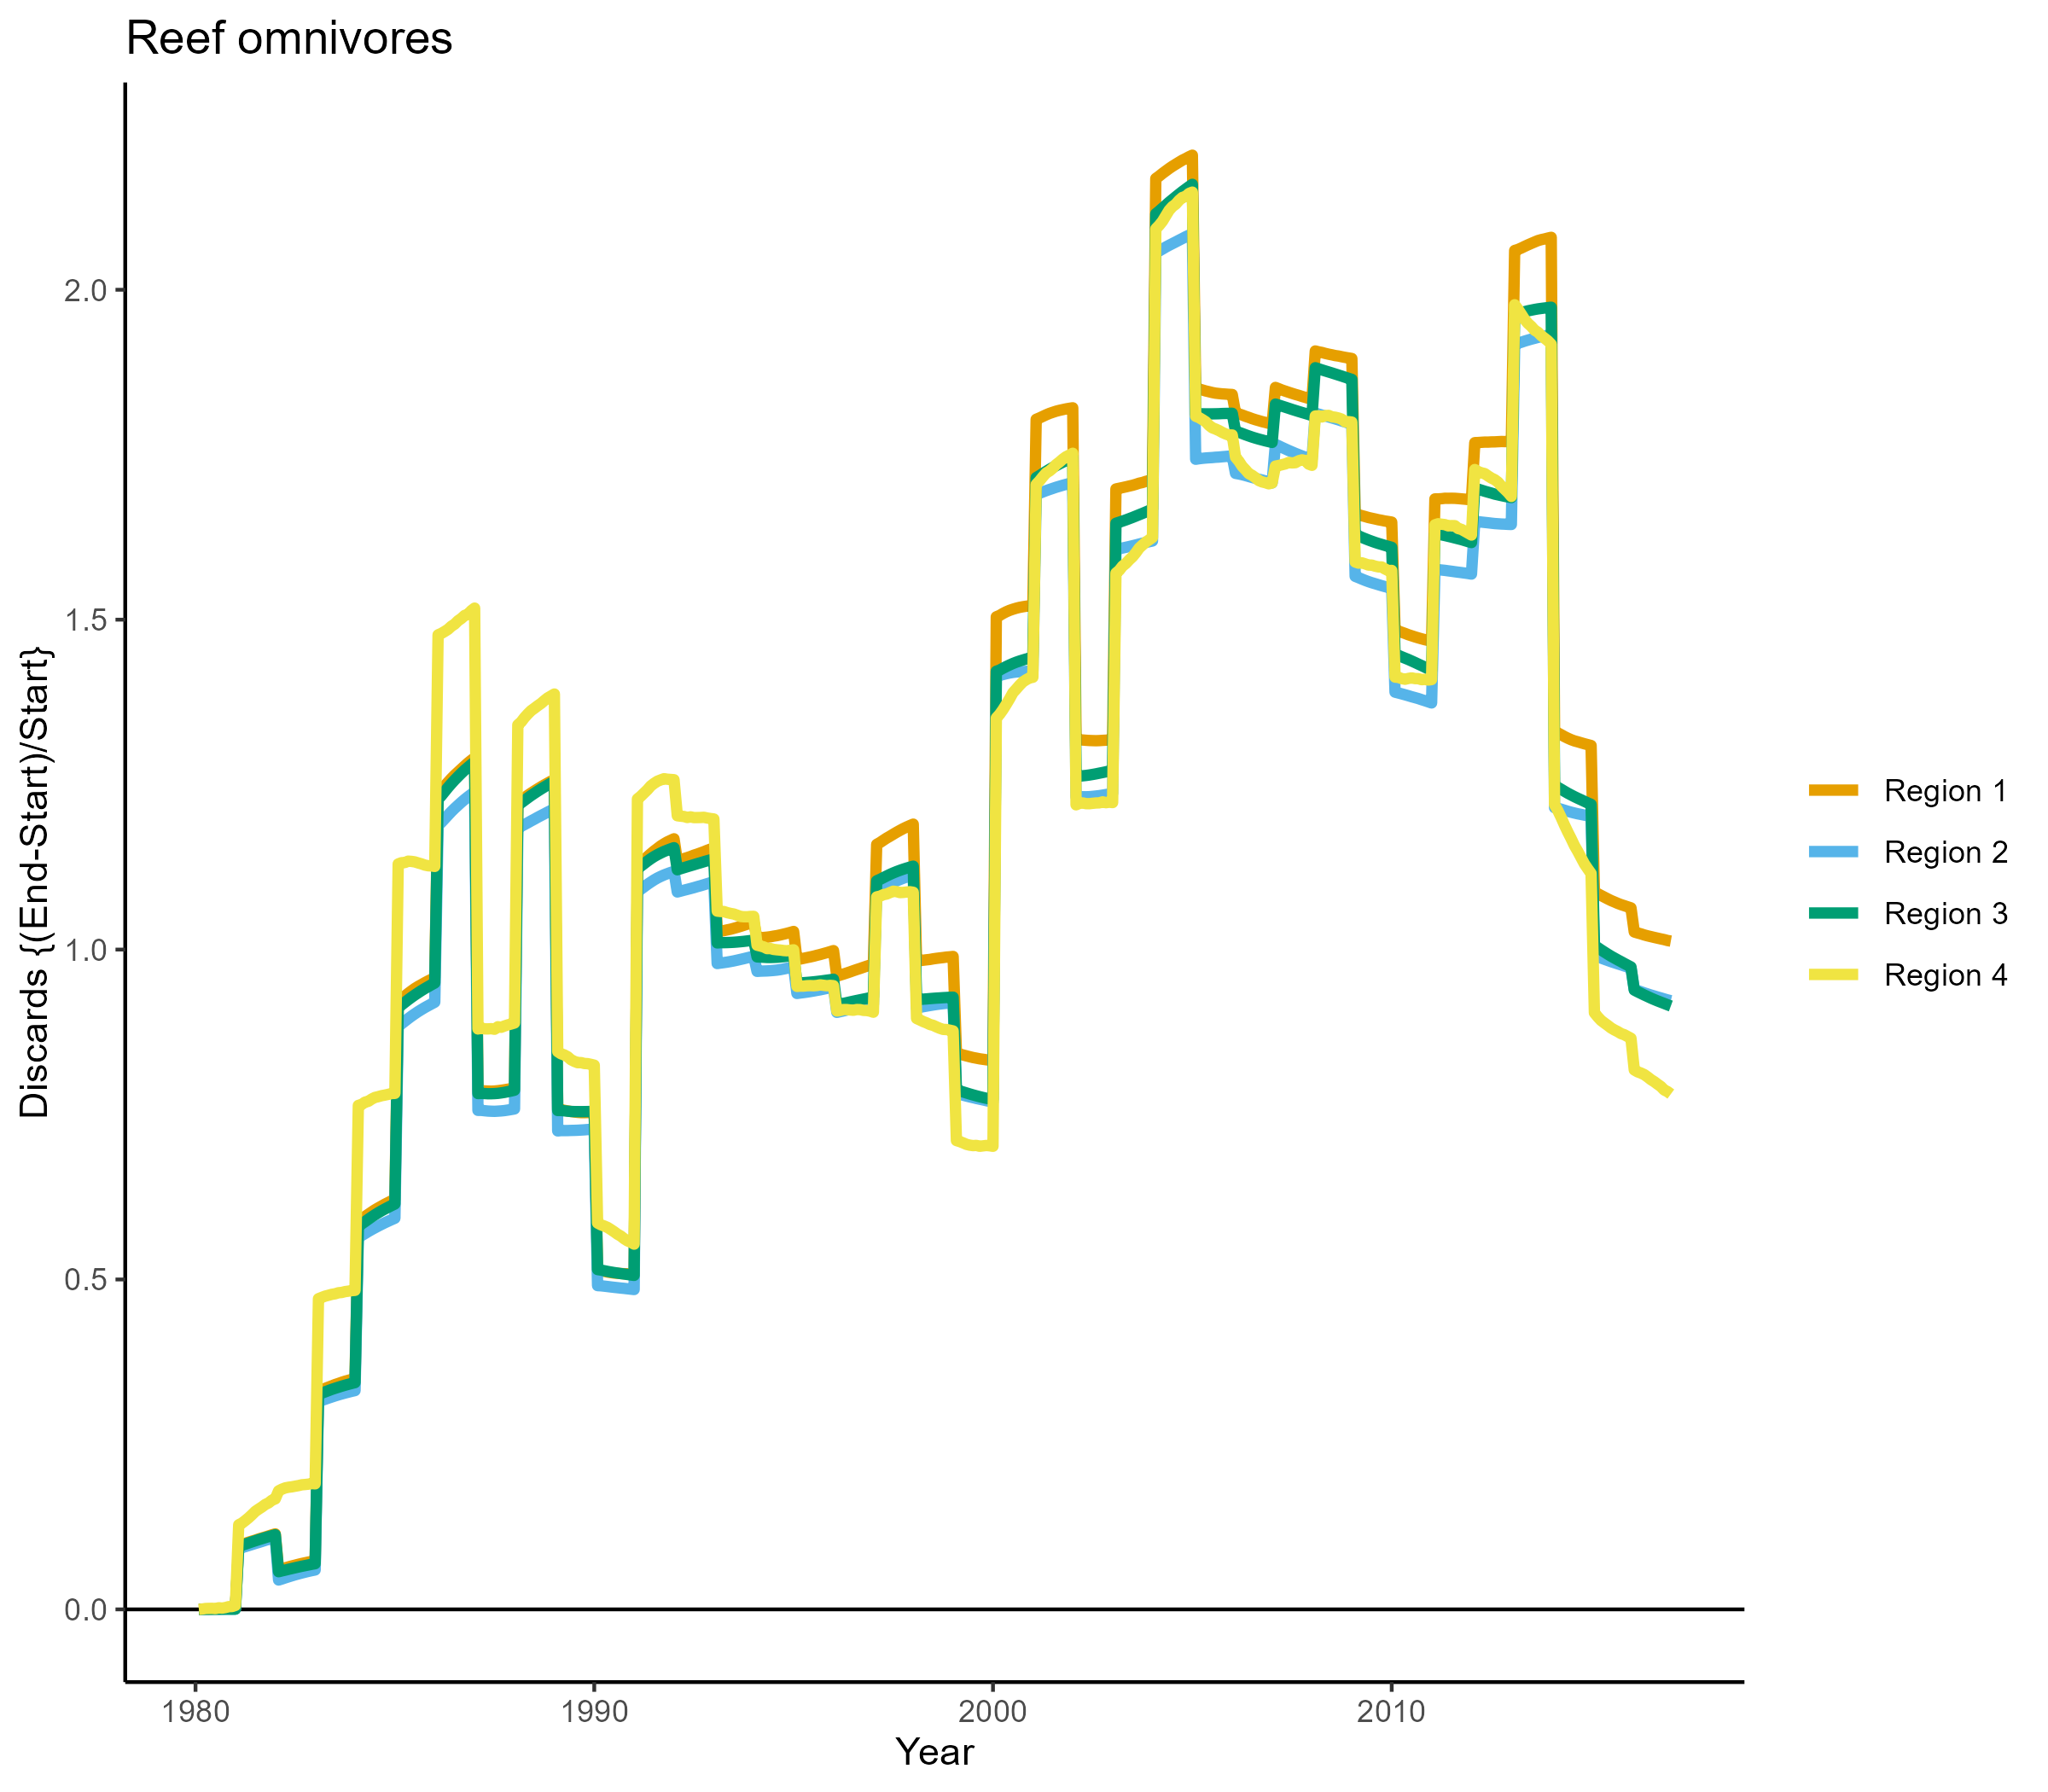 Reef omnivores
Discards {(End-Start)/Start}
2.0
1.5
1.0
0.5
0.0
1980
1990
2000
2010
Year
Region 1
Region 2
Region 3
Region 4